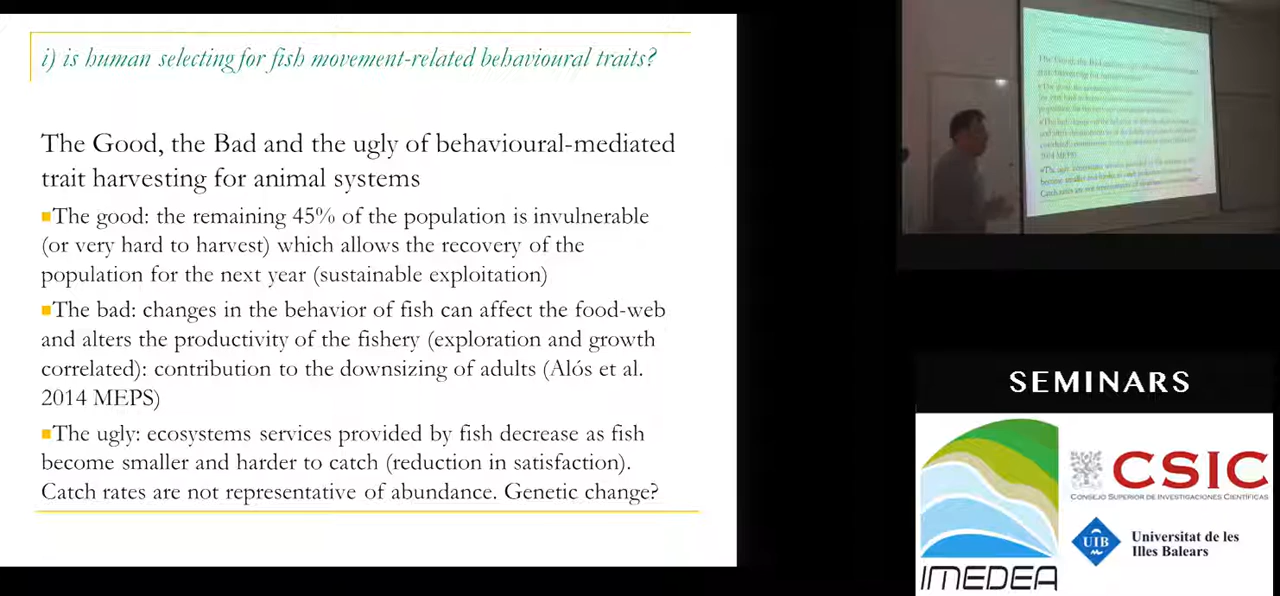 i) is human selecting for fish movement-related behavioural traits?
The Good, the Bad and the ugly of behavioural-mediated
trait harvesting for animal systems
The good: the remaining 45% of the population is invulnerable
(or very hard to harvest) which allows the recovery of the
population for the next year (sustainable exploitation)
The bad: changes in the behavior of fish can affect the food-web
and alters the productivity of the fishery (exploration and growth
correlated): contribution to the downsizing of adults (Alós et al.
2014 MEPS)
The ugly: ecosystems services provided by fish decrease as fish
become smaller and harder to catch (reduction in satisfaction).
Catch rates are not representative of abundance. Genetic change?
SEMINARS
IMEDEA
CSIC
CONSEJO SUPERIOR DE INVESTIGACIONES CIENTÍFICAS
UIB
Universitat de les
Illes Balears